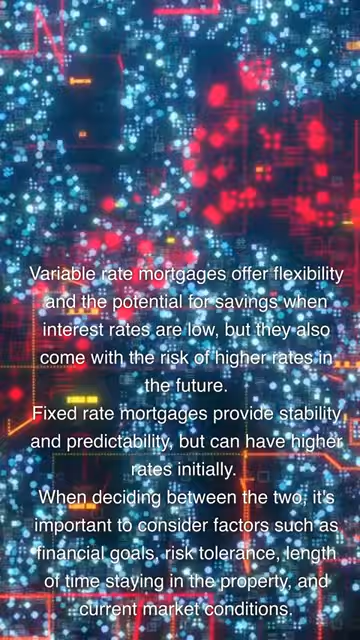 Variable rate mortgages offer flexibility
and the potential for savings when
interest rates are low, but they also
come with the risk of higher rates in
the future.
Fixed rate mortgages provide stability
and predictability, but can have higher
rates initially.
When deciding between the two, it's
important to consider factors such as
financial goals, risk tolerance, length
of time staying in the property, and
current market conditions.